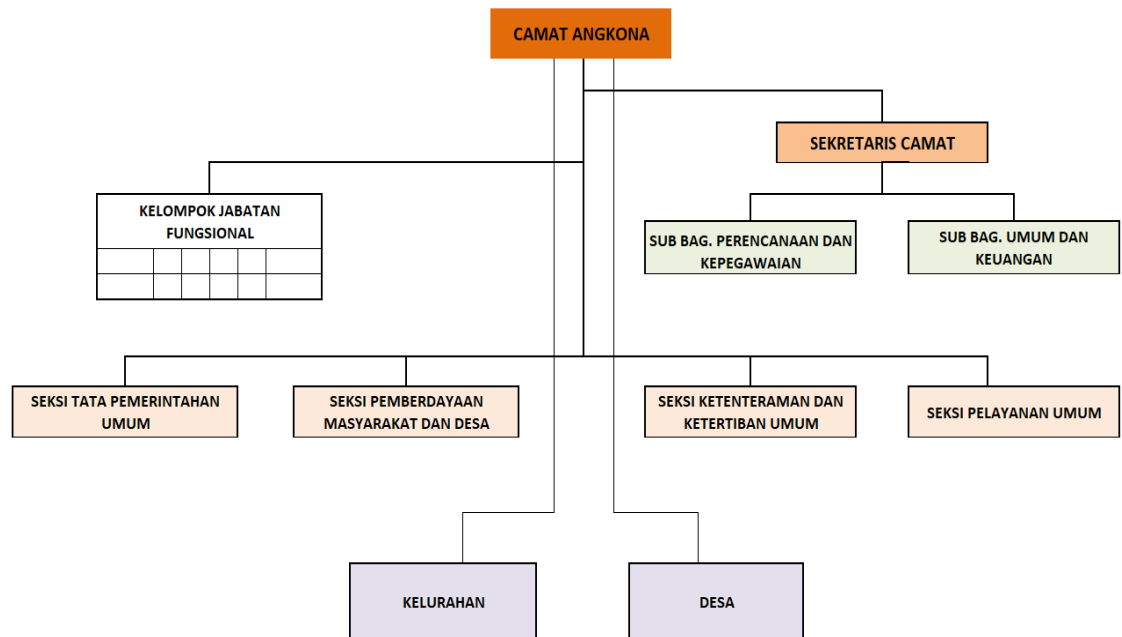 CAMAT ANGKONA
SEKRETARIS CAMAT
KELOMPOK JABATAN
FUNGSIONAL
SUB BAG. PERENCANAAN DAN
KEPEGAWAIAN
SUB BAG. UMUM DAN
KEUANGAN
SEKSI TATA PEMERINTAHAN
UMUM
SEKSI PEMBERDAYAAN
MASYARAKAT DAN DESA
SEKSI KETENTERAMAN DAN
KETERTIBAN UMUM
SEKSI PELAYANAN UMUM
KELURAHAN
DESA